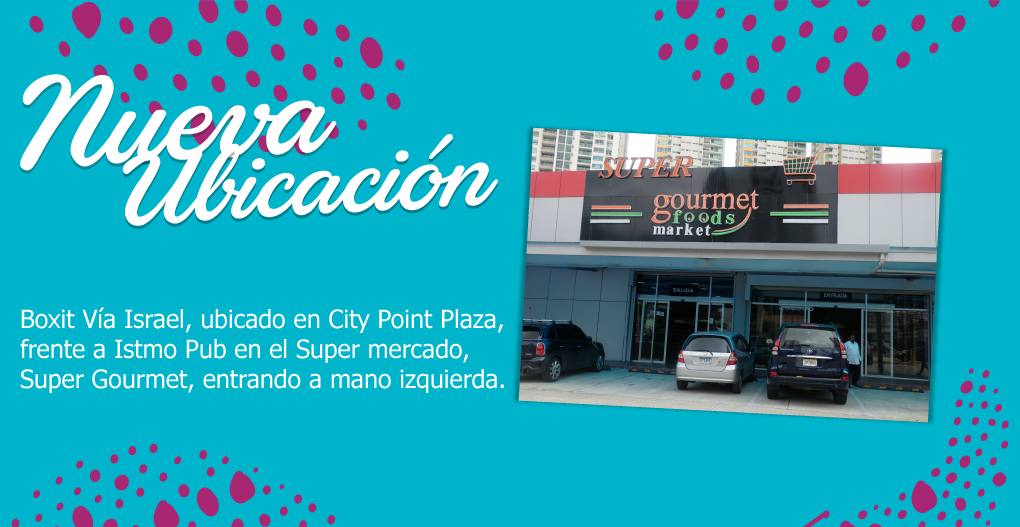 Nueva
Ubicación
SUPER
gourmet
foods
market
SALIDA
ENTRADA
Boxit Vía Israel, ubicado en City Point Plaza,
frente a Istmo Pub en el Super mercado,
Super Gourmet, entrando a mano izquierda.